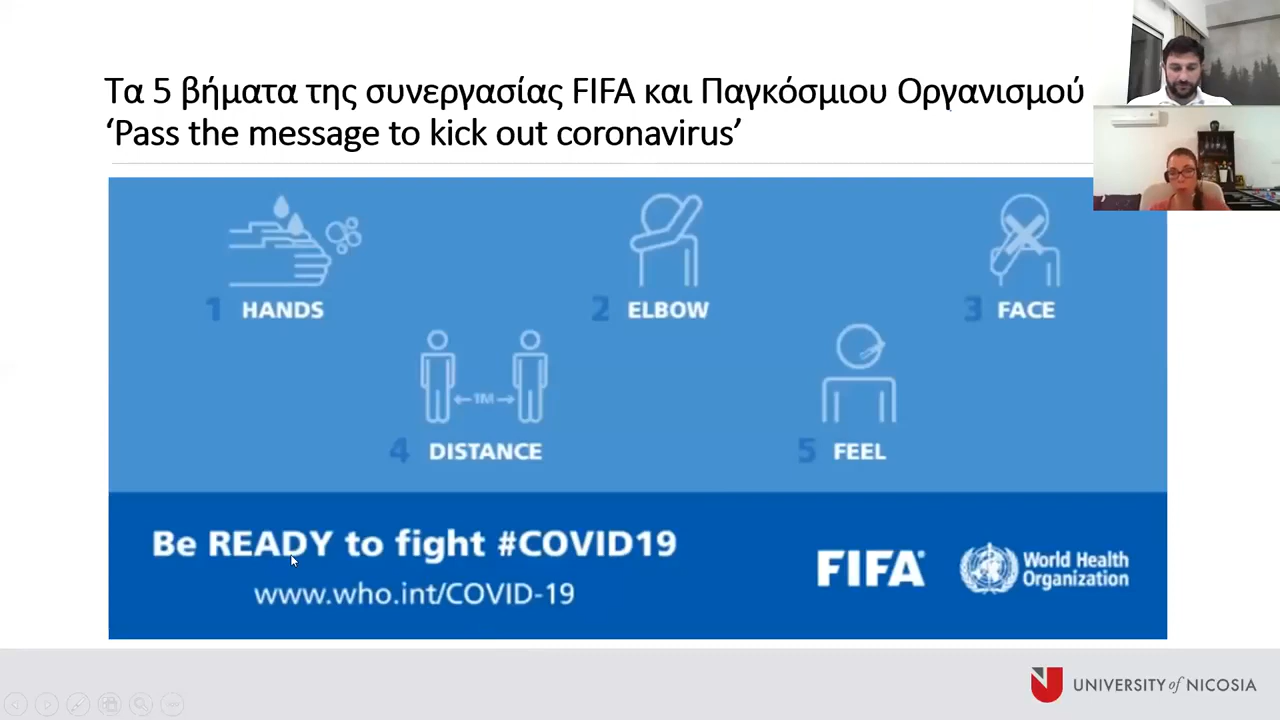 Τα 5 βήματα της συνεργασίας FIFA και Παγκόσμιου Οργανισμού
‘Pass the message to kick out coronavirus’
1 HANDS
2 ELBOW
3 FACE
1M
4 DISTANCE
5 FEEL
Be READY to fight #COVID19
www.who.int/COVID-19
FIFA®
World Health
Organization
UNIVERSITY of NICOSIA